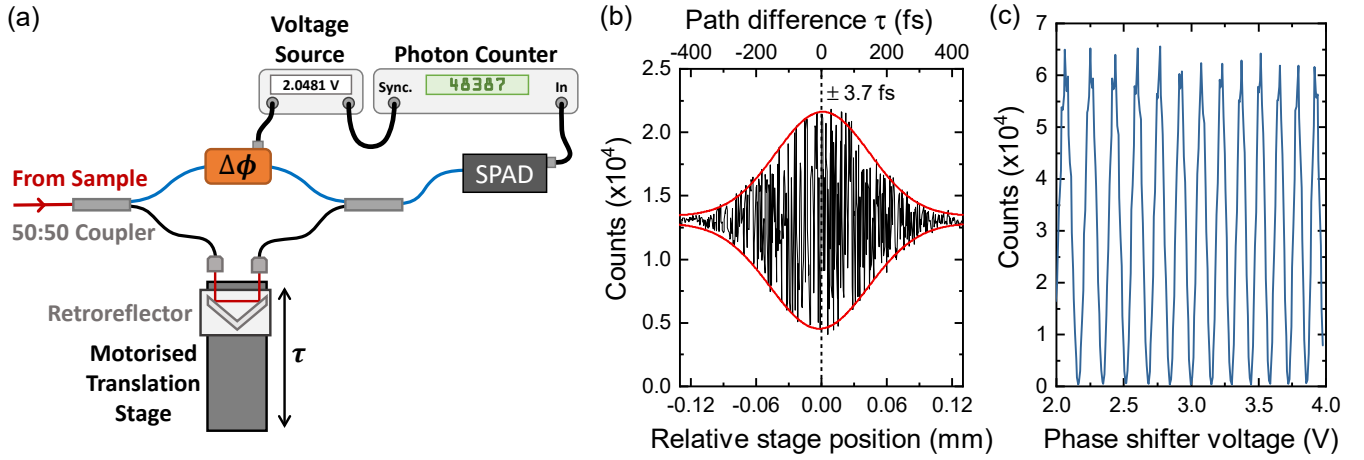 (a)
Voltage
Source
Photon Counter
2.0481 V
Sync.
48387
In
Δϕ
From Sample
50:50 Coupler
SPAD
Retroreflector
Motorised
Translation
Stage
τ
(b)
Path difference τ (fs)
-400 -200 0 200 400
± 3.7 fs
2.5
2.0
1.5
1.0
0.5
0.0
Counts (x10⁴)
-0.12 -0.06 0.00 0.06 0.12
Relative stage position (mm)
(c)
7
6
5
4
3
2
1
0
Counts (x10⁴)
2.0 2.5 3.0 3.5 4.0
Phase shifter voltage (V)